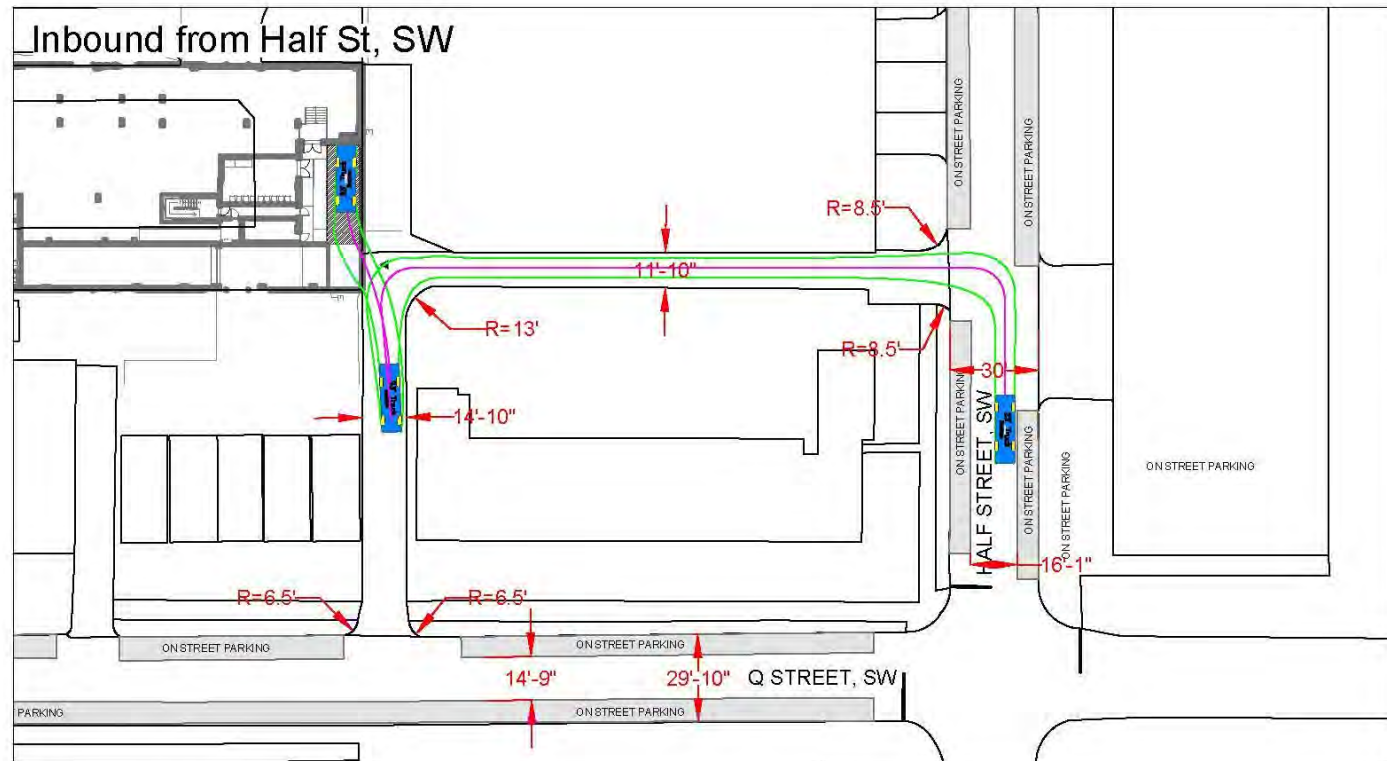 Inbound from Half St, SW
ON STREET PARKING
ON STREET PARKING
R=8.5'
11'-10"
R=13'
R=8.5'
30'
14'-10"
ON STREET PARKING
HALF STREET, SW
ON STREET PARKING
ON STREET PARKING
ON STREET PARKING
16'-1"
R=6.5'
R=6.5'
ON STREET PARKING
ON STREET PARKING
14'-9"
29'-10"
Q STREET, SW
PARKING
ON STREET PARKING